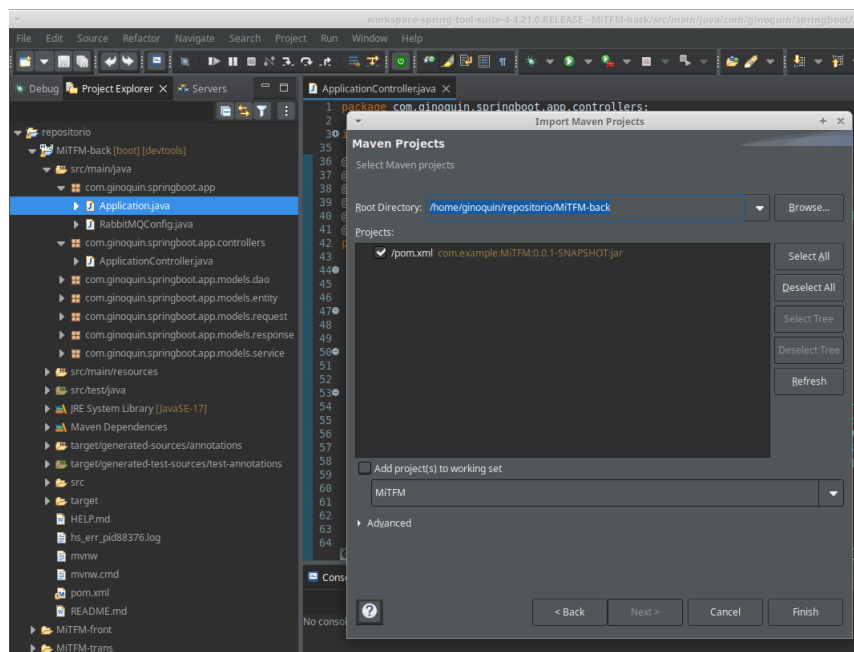 workspace-spring-tool-suite-4-4.21.0.RELEASE - MiTFM-back/src/main/java/com/ginoquin/springboot/
File Edit Source Refactor Navigate Search Project Run Window Help
Debug Project Explorer Servers
repositorio
MiTFM-back [boot] [devtools]
src/main/java
com.ginoquin.springboot.app
Application.java
RabbitMQConfig.java
com.ginoquin.springboot.app.controllers
ApplicationController.java
com.ginoquin.springboot.app.models.dao
com.ginoquin.springboot.app.models.entity
com.ginoquin.springboot.app.models.request
com.ginoquin.springboot.app.models.response
com.ginoquin.springboot.app.models.service
src/main/resources
src/test/java
JRE System Library [JavaSE-17]
Maven Dependencies
target/generated-sources/annotations
target/generated-test-sources/test-annotations
src
target
HELP.md
hs_err_pid88376.log
mvnw
mvnw.cmd
pom.xml
README.md
MiTFM-front
MiTFM-trans
ApplicationController.java
1 package com.ginoquin.springboot.app.controllers;
2
3
35
36 @
37 @
38 @
39 @
40 @
41 @
42 p
43
44
45
46
47
48
49
50
51
52
53
54
55
56
57
58
59
60
61
62
63
64
Conso
No consol
Import Maven Projects
Maven Projects
Select Maven projects
Root Directory: /home/ginoquin/repositorio/MiTFM-back Browse...
Projects:
/pom.xml com.example:MiTFM:0.0.1-SNAPSHOT:jar
Select All
Deselect All
Select Tree
Deselect Tree
Refresh
Add project(s) to working set
MiTFM
Advanced
? < Back Next > Cancel Finish